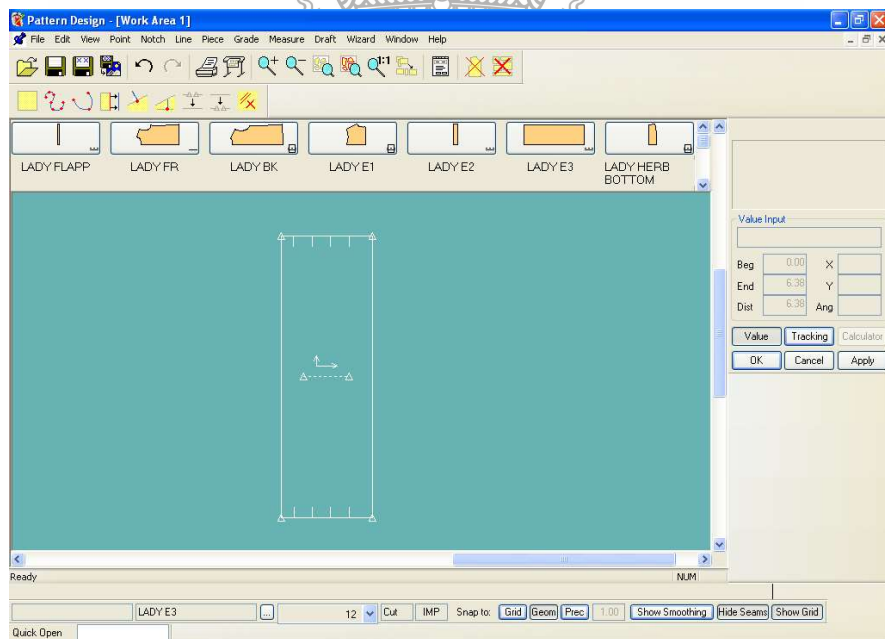 Pattern Design - [Work Area 1]
File Edit View Point Notch Line Piece Grade Measure Draft Wizard Window Help
1:1
LADY FLAPP LADY FR LADY BK LADY E1 LADY E2 LADY E3 LADY HERB BOTTOM
Value Input
Beg 0.00 X
End 6.38 Y
Dist 6.38 Ang
Value Tracking Calculator
OK Cancel Apply
Ready NUM
LADY E3 ... 12 Cut IMP Snap to: Grid Geom Prec 1.00 Show Smoothing Hide Seams Show Grid
Quick Open